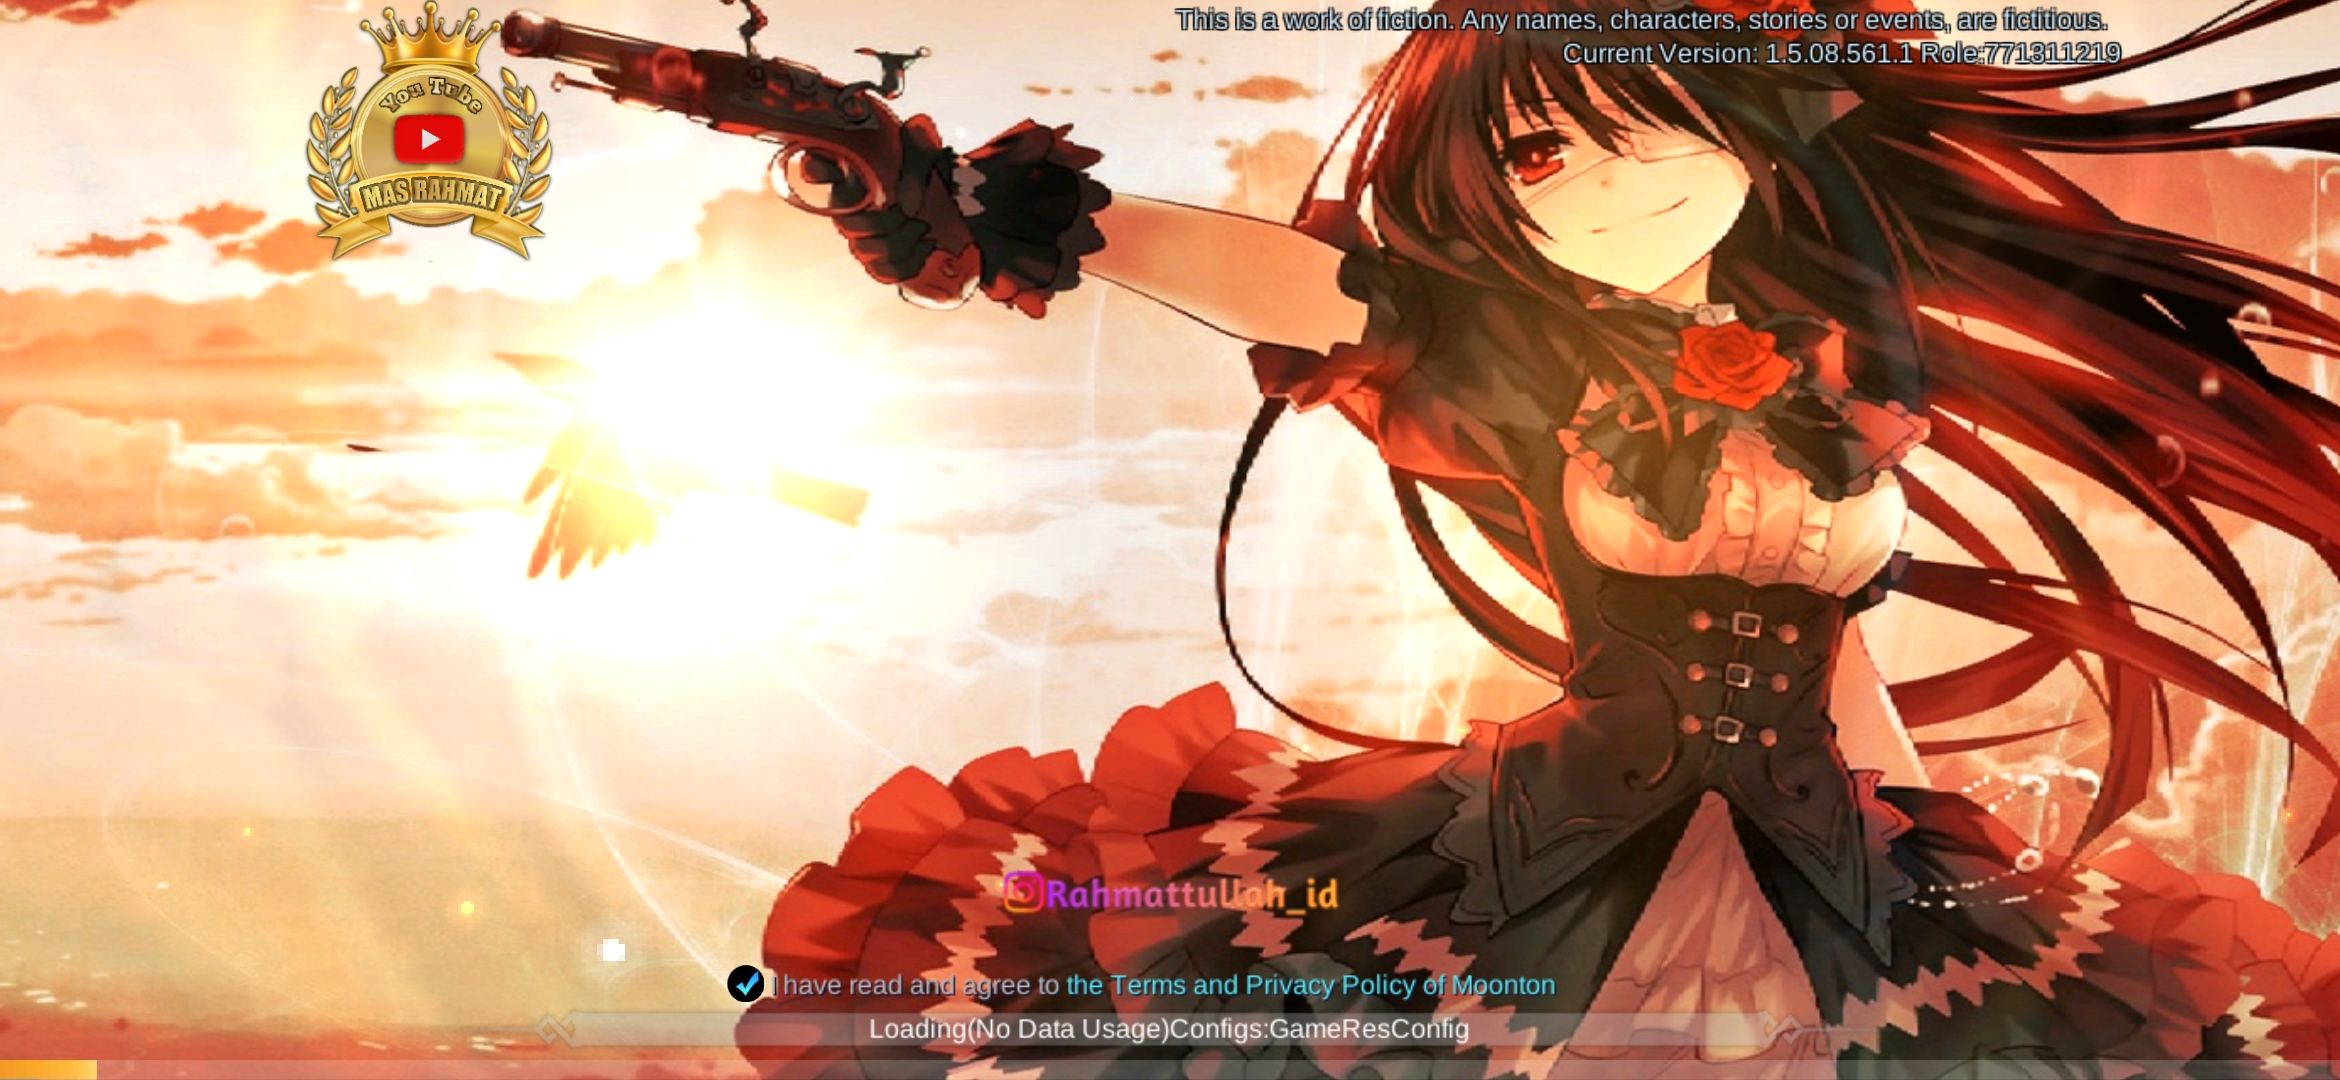 This is a work of fiction. Any names, characters, stories or events, are fictitious.
Current Version: 1.5.08.561.1 Role:771311219
You Tube
MAS RAHMAT
Rahmattullah_id
I have read and agree to the Terms and Privacy Policy of Moonton
Loading(No Data Usage)Configs:GameResConfig